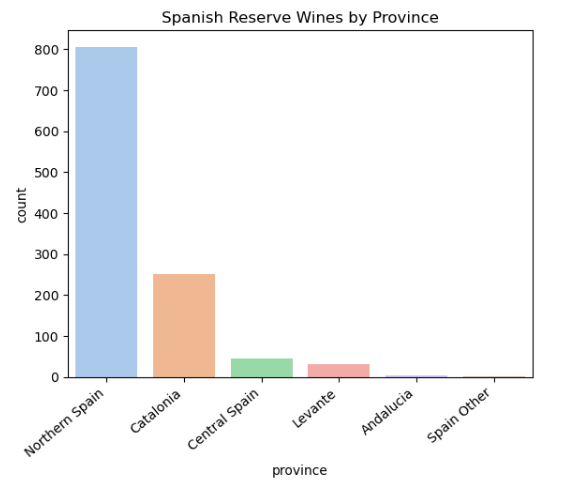 Spanish Reserve Wines by Province
count
800
700
600
500
400
300
200
100
0
Northern Spain
Catalonia
Central Spain
Levante
Andalucia
Spain Other
province